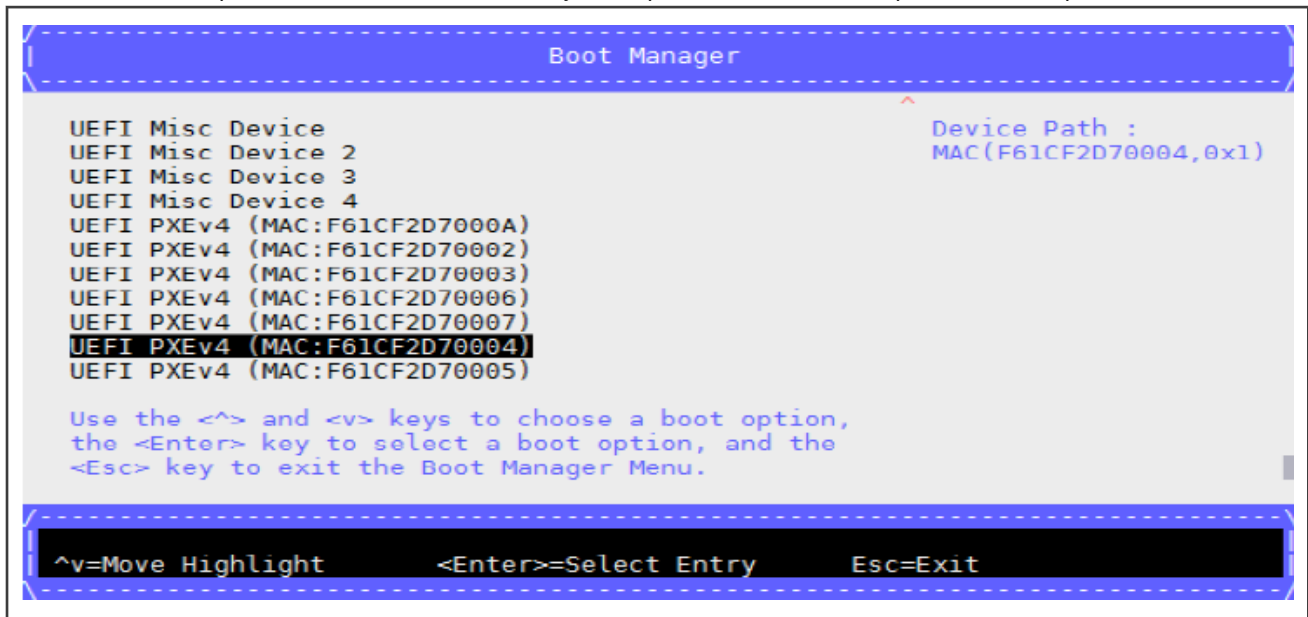 Boot Manager
^
UEFI Misc Device
Device Path :
UEFI Misc Device 2
MAC(F61CF2D70004,0x1)
UEFI Misc Device 3
UEFI Misc Device 4
UEFI PXEv4 (MAC:F61CF2D7000A)
UEFI PXEv4 (MAC:F61CF2D70002)
UEFI PXEv4 (MAC:F61CF2D70003)
UEFI PXEv4 (MAC:F61CF2D70006)
UEFI PXEv4 (MAC:F61CF2D70007)
UEFI PXEv4 (MAC:F61CF2D70004)
UEFI PXEv4 (MAC:F61CF2D70005)
Use the <^> and <v> keys to choose a boot option,
the <Enter> key to select a boot option, and the
<Esc> key to exit the Boot Manager Menu.
^v=Move Highlight <Enter>=Select Entry Esc=Exit